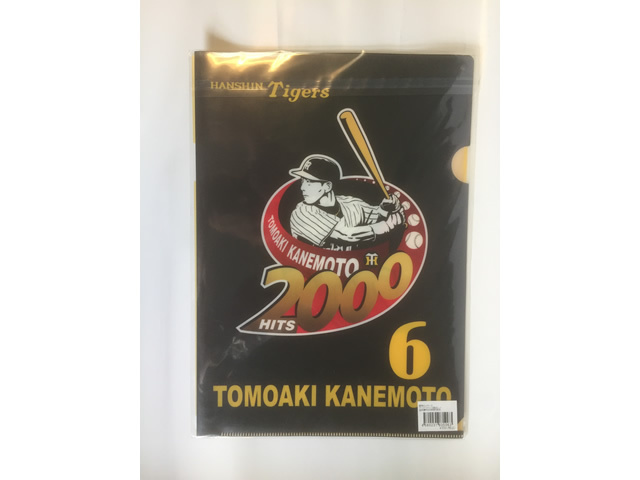 HANSHIN Tigers
TOMOAKI KANEMOTO
2000
HITS
6
TOMOAKI KANEMOTO